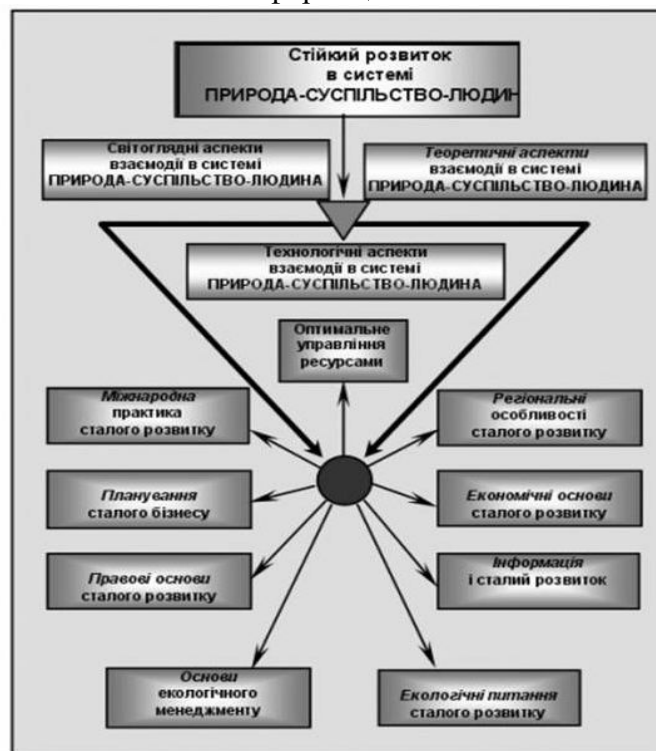 Стійкий розвиток
в системі
ПРИРОДА-СУСПІЛЬСТВО-ЛЮДИН
Світоглядні аспекти
взаємодії в системі
ПРИРОДА-СУСПІЛЬСТВО-ЛЮДИНА
Теоретичні аспекти
взаємодії в системі
ПРИРОДА-СУСПІЛЬСТВО-ЛЮДИНА
Технологічні аспекти
взаємодії в системі
ПРИРОДА-СУСПІЛЬСТВО-ЛЮДИНА
Оптимальне
управління
ресурсами
Міжнародна
практика
сталого розвитку
Регіональні
особливості
сталого розвитку
Планування
сталого бізнесу
Економічні основи
сталого розвитку
Правові основи
сталого розвитку
Інформація
і сталий розвиток
Основи
екологічного
менеджменту
Екологічні питання
сталого розвитку